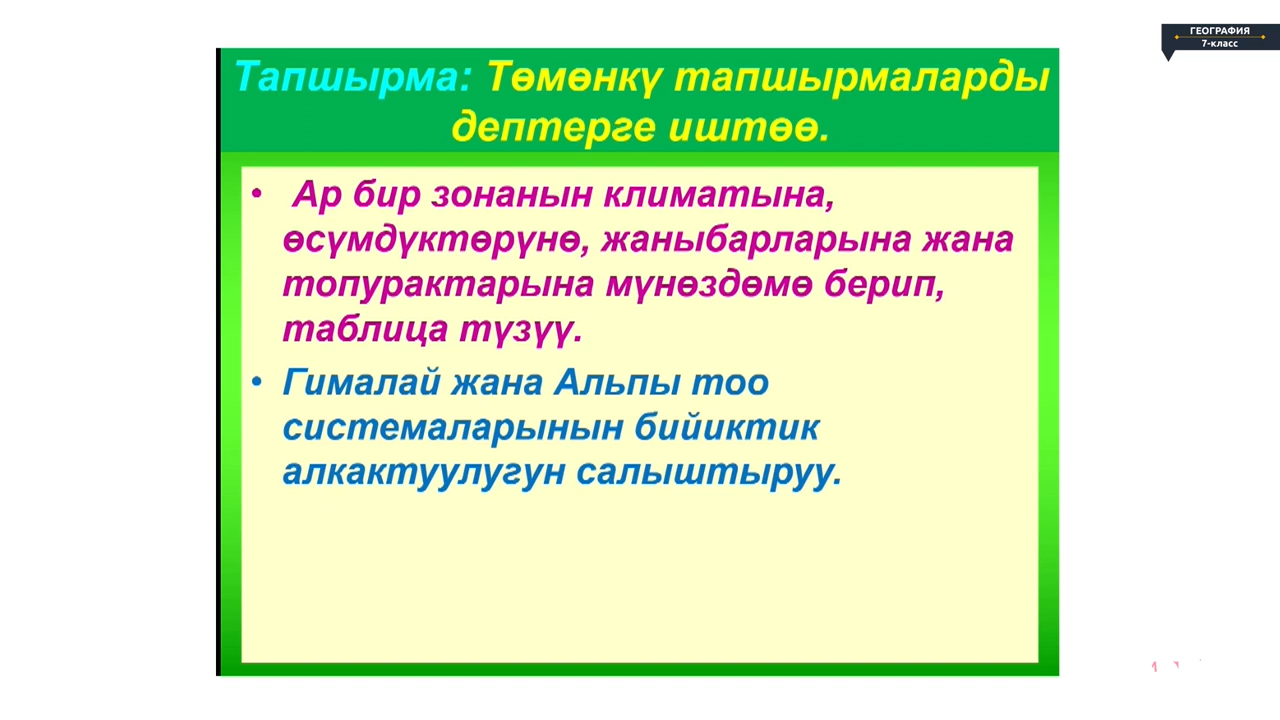 ГЕОГРАФИЯ
7-класс
Тапшырма: Төмөнкү тапшырмаларды
дептерге иштөө.
• Ар бир зонанын климатына,
өсүмдүктөрүнө, жаныбарларына жана
топурактарына мүнөздөмө берип,
таблица түзүү.
• Гималай жана Альпы тоо
системаларынын бийиктик
алкактуулугун салыштыруу.